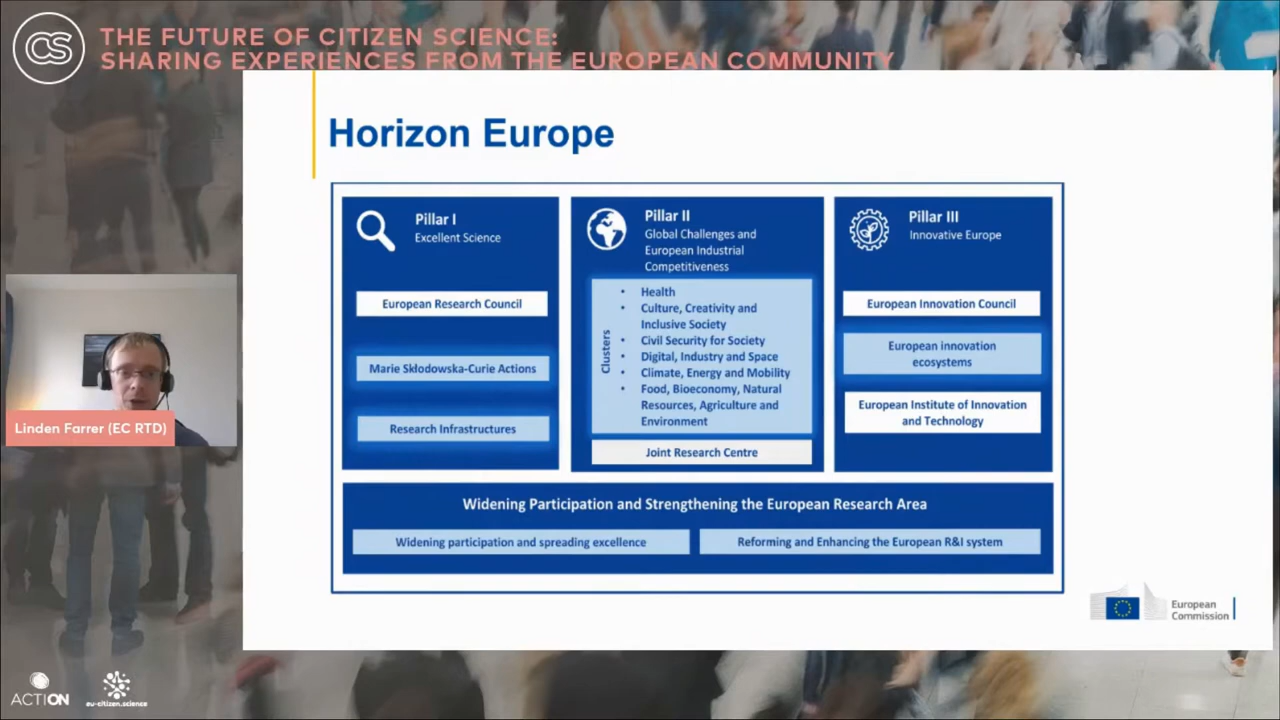 CS
THE FUTURE OF CITIZEN SCIENCE:
SHARING EXPERIENCES FROM THE EUROPEAN COMMUNITY
Horizon Europe
Pillar I
Excellent Science
European Research Council
Marie Skłodowska-Curie Actions
Research Infrastructures
Pillar II
Global Challenges and
European Industrial
Competitiveness
Clusters
• Health
• Culture, Creativity and
Inclusive Society
• Civil Security for Society
• Digital, Industry and Space
• Climate, Energy and Mobility
• Food, Bioeconomy, Natural
Resources, Agriculture and
Environment
Joint Research Centre
Pillar III
Innovative Europe
European Innovation Council
European innovation
ecosystems
European Institute of Innovation
and Technology
Widening Participation and Strengthening the European Research Area
Widening participation and spreading excellence
Reforming and Enhancing the European R&I system
Linden Farrer (EC RTD)
European
Commission
ACTION
eu-citizen.science